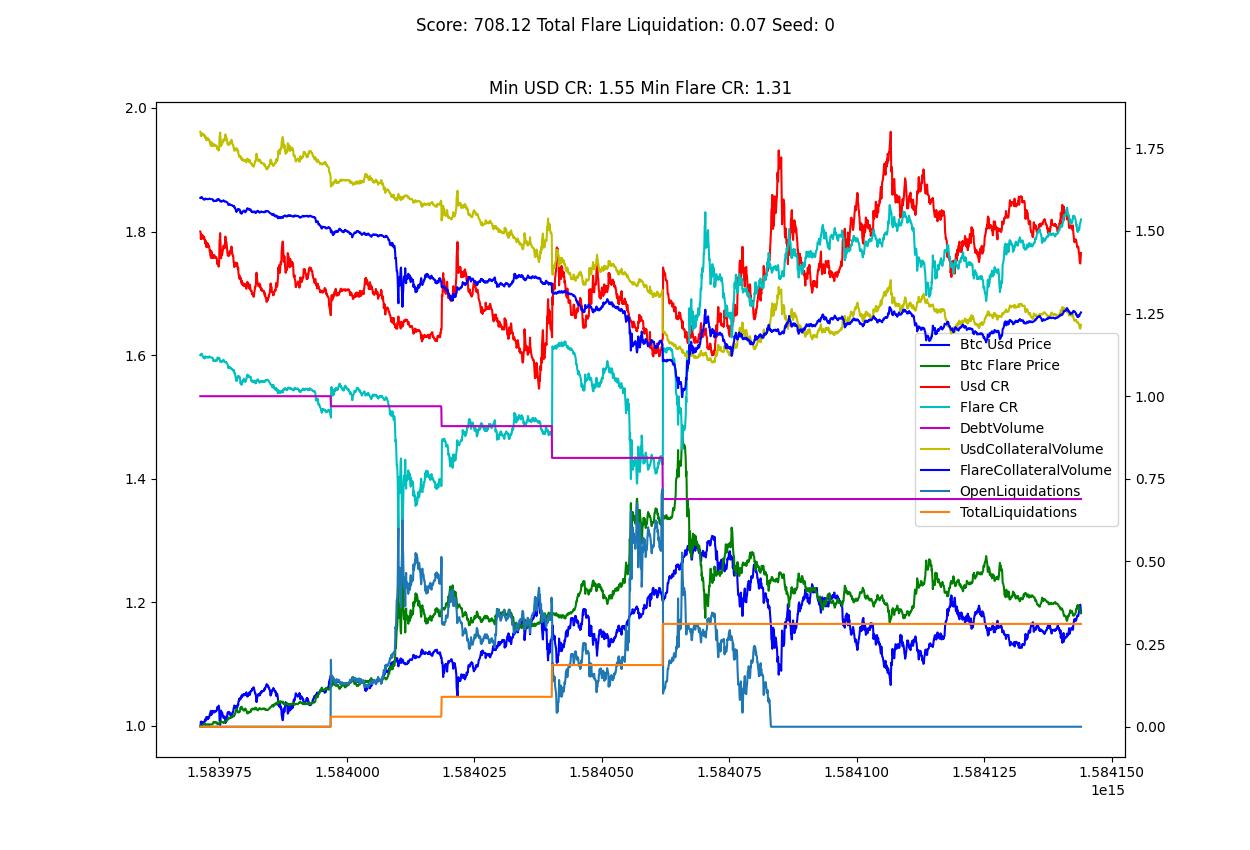 Score: 708.12 Total Flare Liquidation: 0.07 Seed: 0
Min USD CR: 1.55 Min Flare CR: 1.31
2.0
1.8
1.6
1.4
1.2
1.0
1.75
1.50
1.25
1.00
0.75
0.50
0.25
0.00
Btc Usd Price
Btc Flare Price
Usd CR
Flare CR
DebtVolume
UsdCollateralVolume
FlareCollateralVolume
OpenLiquidations
TotalLiquidations
1.583975 1.584000 1.584025 1.584050 1.584075 1.584100 1.584125 1.584150
1e15